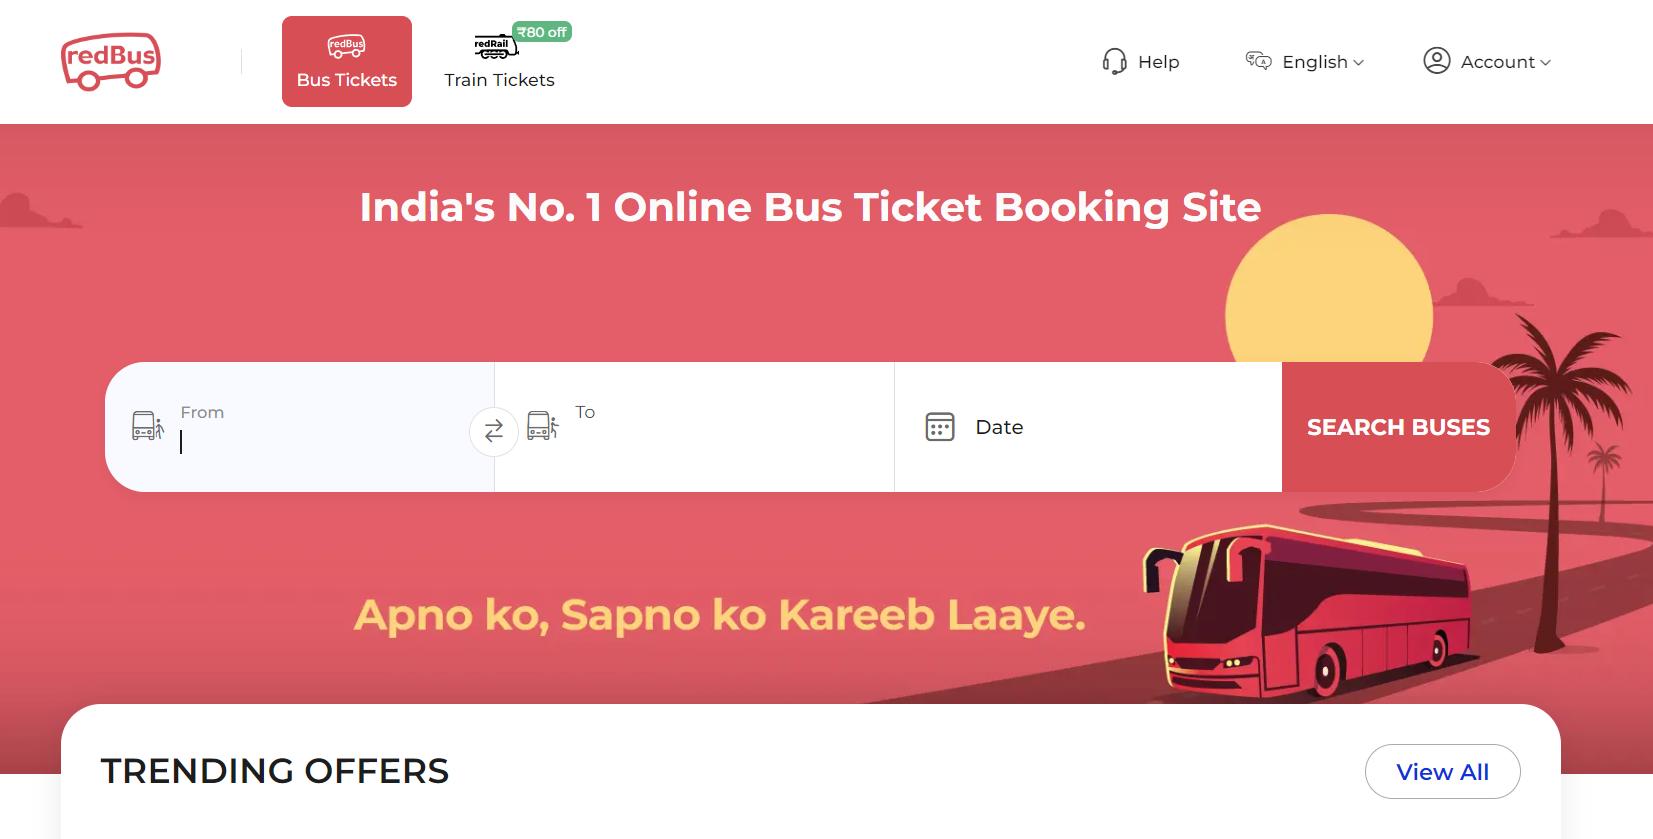 redBus
redBus
Bus Tickets
redRail
₹80 off
Train Tickets
Help
English
Account
India's No. 1 Online Bus Ticket Booking Site
From
To
Date
SEARCH BUSES
Apno ko, Sapno ko Kareeb Laaye.
TRENDING OFFERS
View All